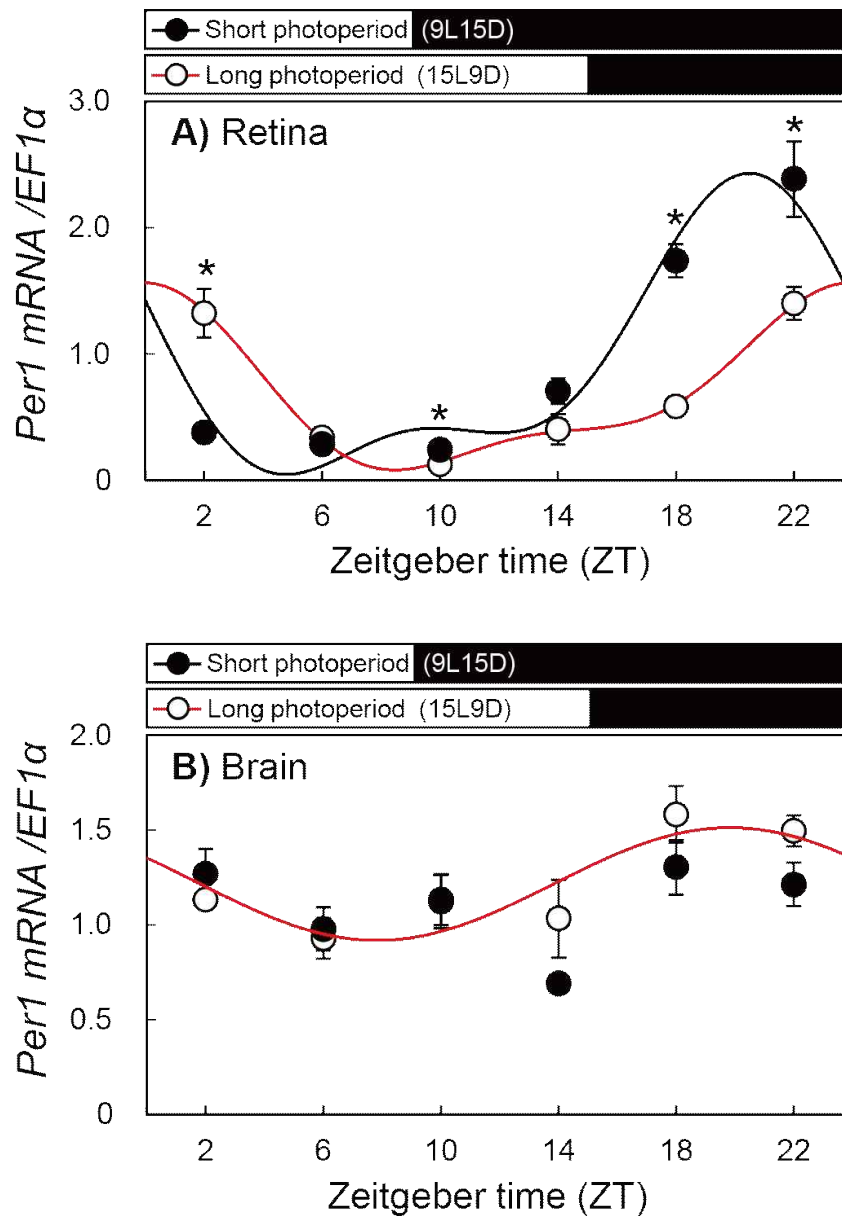 Short photoperiod (9L15D)
Long photoperiod (15L9D)
A) Retina
Per1 mRNA /EF1α
3.0
2.0
1.0
0
* * * *
2 6 10 14 18 22
Zeitgeber time (ZT)
Short photoperiod (9L15D)
Long photoperiod (15L9D)
B) Brain
Per1 mRNA /EF1α
2.0
1.5
1.0
0.5
0
2 6 10 14 18 22
Zeitgeber time (ZT)